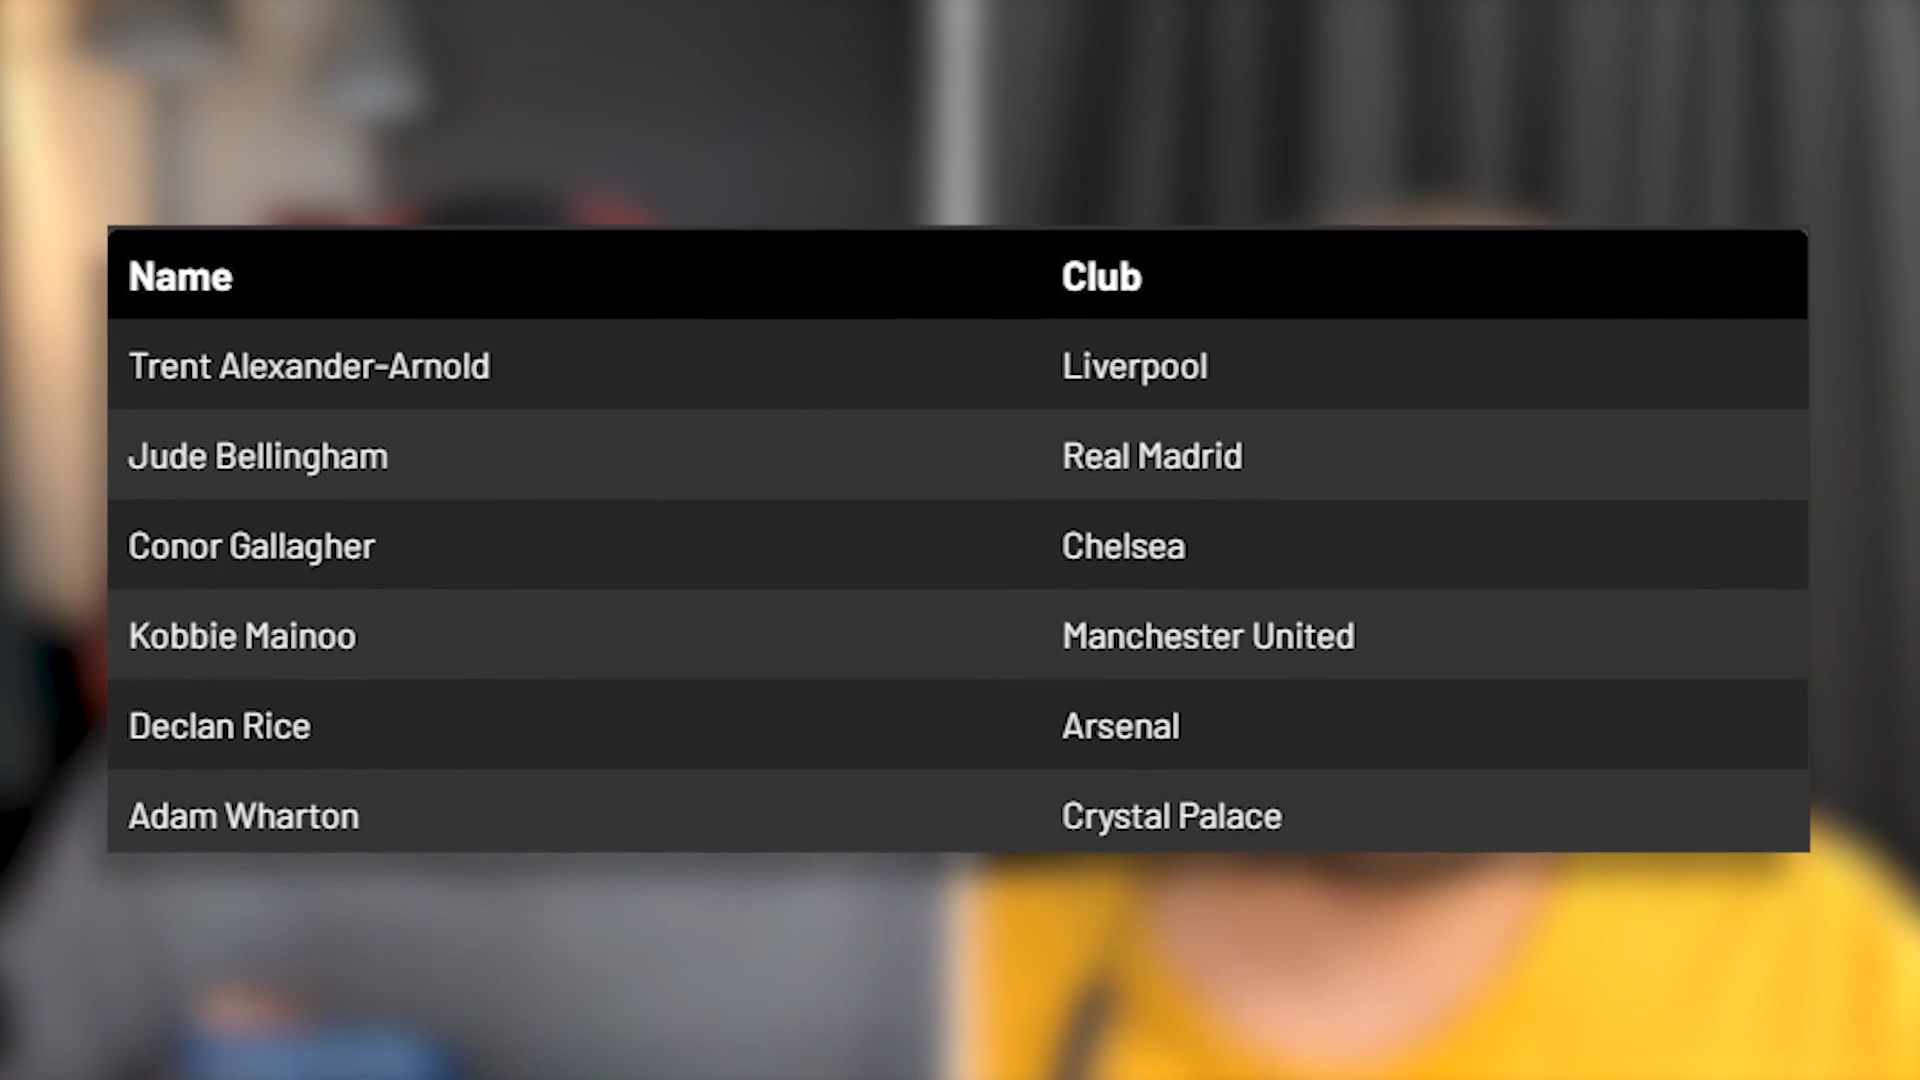 Name Club
Trent Alexander-Arnold Liverpool
Jude Bellingham Real Madrid
Conor Gallagher Chelsea
Kobbie Mainoo Manchester United
Declan Rice Arsenal
Adam Wharton Crystal Palace